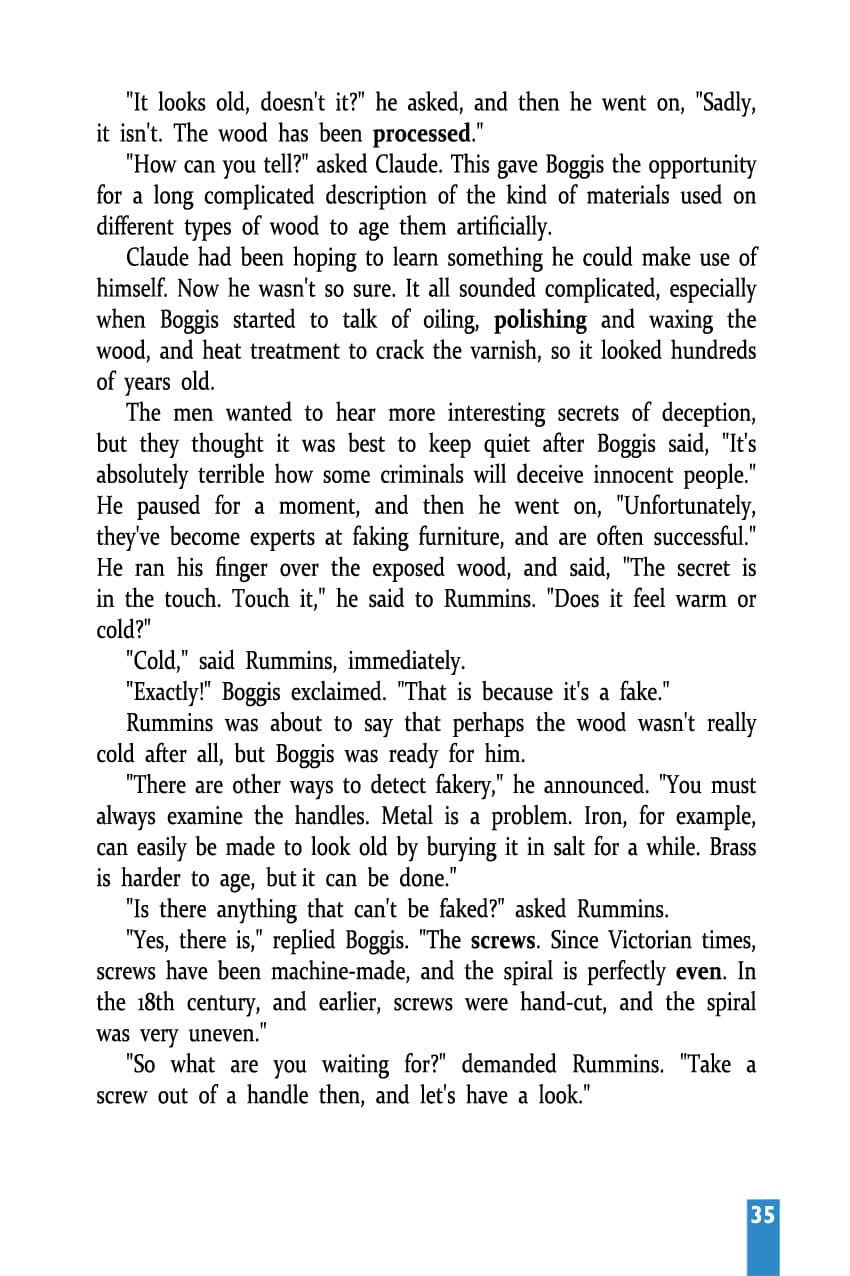 "It looks old, doesn't it?" he asked, and then he went on, "Sadly,
it isn't. The wood has been processed."
"How can you tell?" asked Claude. This gave Boggis the opportunity
for a long complicated description of the kind of materials used on
different types of wood to age them artificially.
Claude had been hoping to learn something he could make use of
himself. Now he wasn't so sure. It all sounded complicated, especially
when Boggis started to talk of oiling, polishing and waxing the
wood, and heat treatment to crack the varnish, so it looked hundreds
of years old.
The men wanted to hear more interesting secrets of deception,
but they thought it was best to keep quiet after Boggis said, "It's
absolutely terrible how some criminals will deceive innocent people."
He paused for a moment, and then he went on, "Unfortunately,
they've become experts at faking furniture, and are often successful."
He ran his finger over the exposed wood, and said, "The secret is
in the touch. Touch it," he said to Rummins. "Does it feel warm or
cold?"
"Cold," said Rummins, immediately.
"Exactly!" Boggis exclaimed. "That is because it's a fake."
Rummins was about to say that perhaps the wood wasn't really
cold after all, but Boggis was ready for him.
"There are other ways to detect fakery," he announced. "You must
always examine the handles. Metal is a problem. Iron, for example,
can easily be made to look old by burying it in salt for a while. Brass
is harder to age, but it can be done."
"Is there anything that can't be faked?" asked Rummins.
"Yes, there is," replied Boggis. "The screws. Since Victorian times,
screws have been machine-made, and the spiral is perfectly even. In
the 18th century, and earlier, screws were hand-cut, and the spiral
was very uneven."
"So what are you waiting for?" demanded Rummins. "Take a
screw out of a handle then, and let's have a look."
35